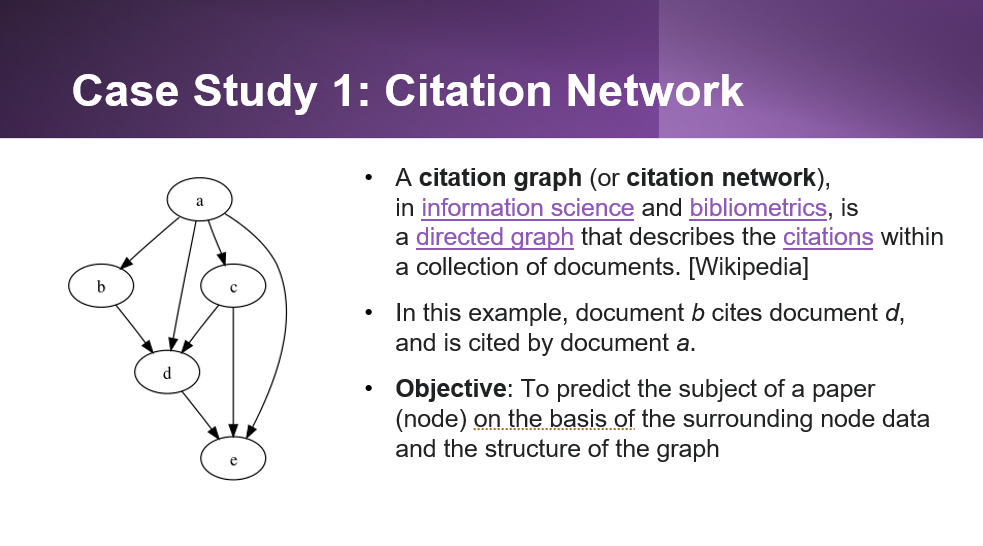 Case Study 1: Citation Network
a
b
c
d
e
• A citation graph (or citation network),
in information science and bibliometrics, is
a directed graph that describes the citations within
a collection of documents. [Wikipedia]
• In this example, document b cites document d,
and is cited by document a.
• Objective: To predict the subject of a paper
(node) on the basis of the surrounding node data
and the structure of the graph